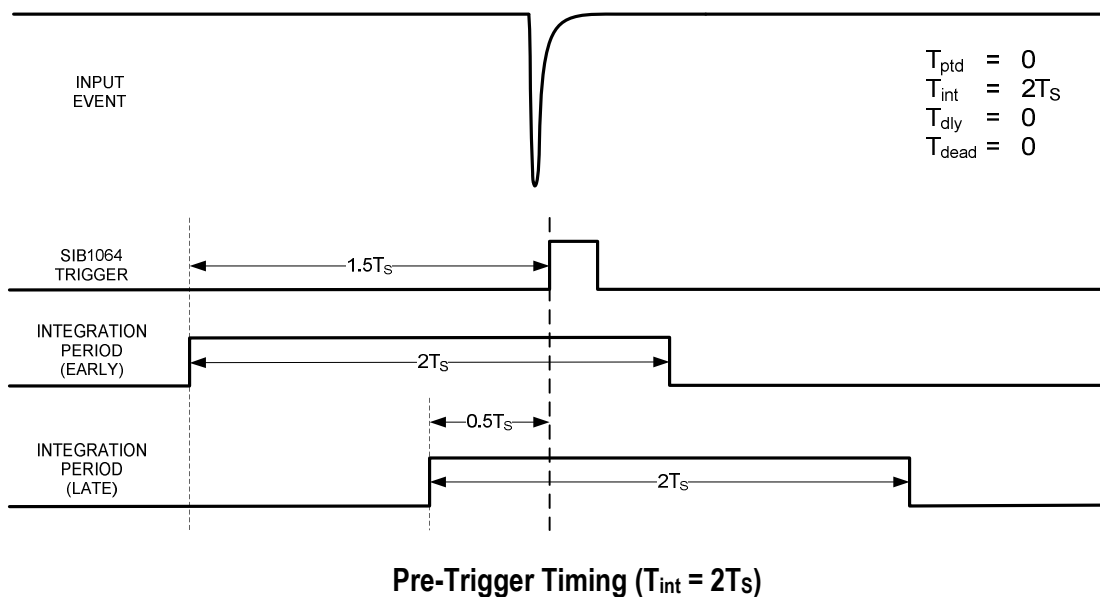 INPUT
EVENT
Tptd = 0
Tint = 2TS
Tdly = 0
Tdead = 0
SIB1064
TRIGGER
1.5TS
INTEGRATION
PERIOD
(EARLY)
2TS
0.5TS
INTEGRATION
PERIOD
(LATE)
2TS
Pre-Trigger Timing (Tint = 2TS)